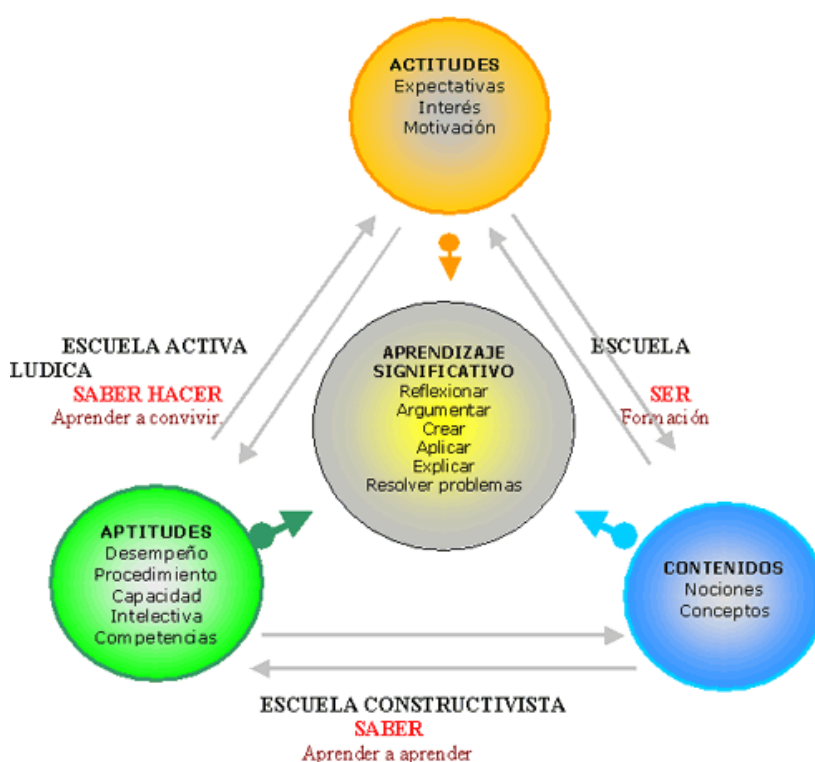 ACTITUDES
Expectativas
Interés
Motivación
ESCUELA ACTIVA
LUDICA
SABER HACER
Aprender a convivir.
APRENDIZAJE
SIGNIFICATIVO
Reflexionar
Argumentar
Crear
Aplicar
Explicar
Resolver problemas
ESCUELA
SER
Formación
APTITUDES
Desempeño
Procedimiento
Capacidad
Intelectiva
Competencias
CONTENIDOS
Nociones
Conceptos
ESCUELA CONSTRUCTIVISTA
SABER
Aprender a aprender